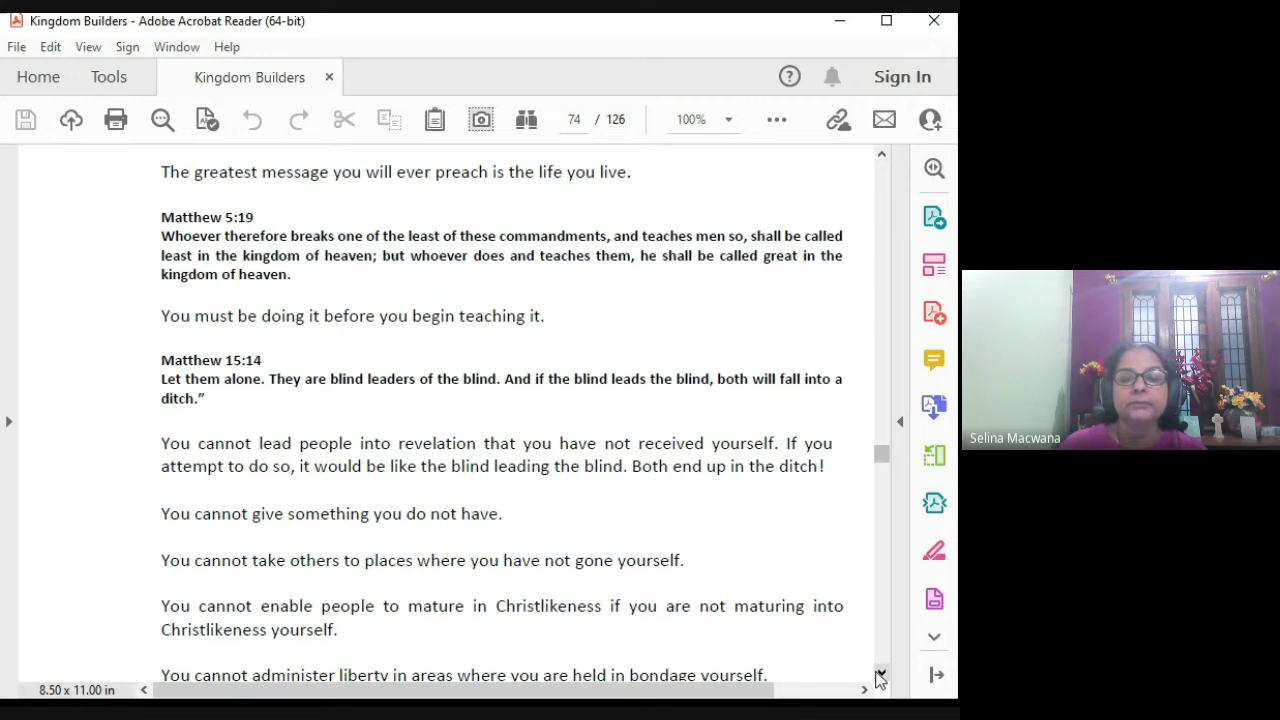 Kingdom Builders - Adobe Acrobat Reader (64-bit)
File Edit View Sign Window Help
Home Tools Kingdom Builders Sign In
74 / 126 100%
The greatest message you will ever preach is the life you live.
Matthew 5:19
Whoever therefore breaks one of the least of these commandments, and teaches men so, shall be called
least in the kingdom of heaven; but whoever does and teaches them, he shall be called great in the
kingdom of heaven.
You must be doing it before you begin teaching it.
Matthew 15:14
Let them alone. They are blind leaders of the blind. And if the blind leads the blind, both will fall into a
ditch.”
You cannot lead people into revelation that you have not received yourself. If you
attempt to do so, it would be like the blind leading the blind. Both end up in the ditch!
You cannot give something you do not have.
You cannot take others to places where you have not gone yourself.
You cannot enable people to mature in Christlikeness if you are not maturing into
Christlikeness yourself.
You cannot administer liberty in areas where you are held in bondage yourself.
8.50 x 11.00 in
Selina Macwana